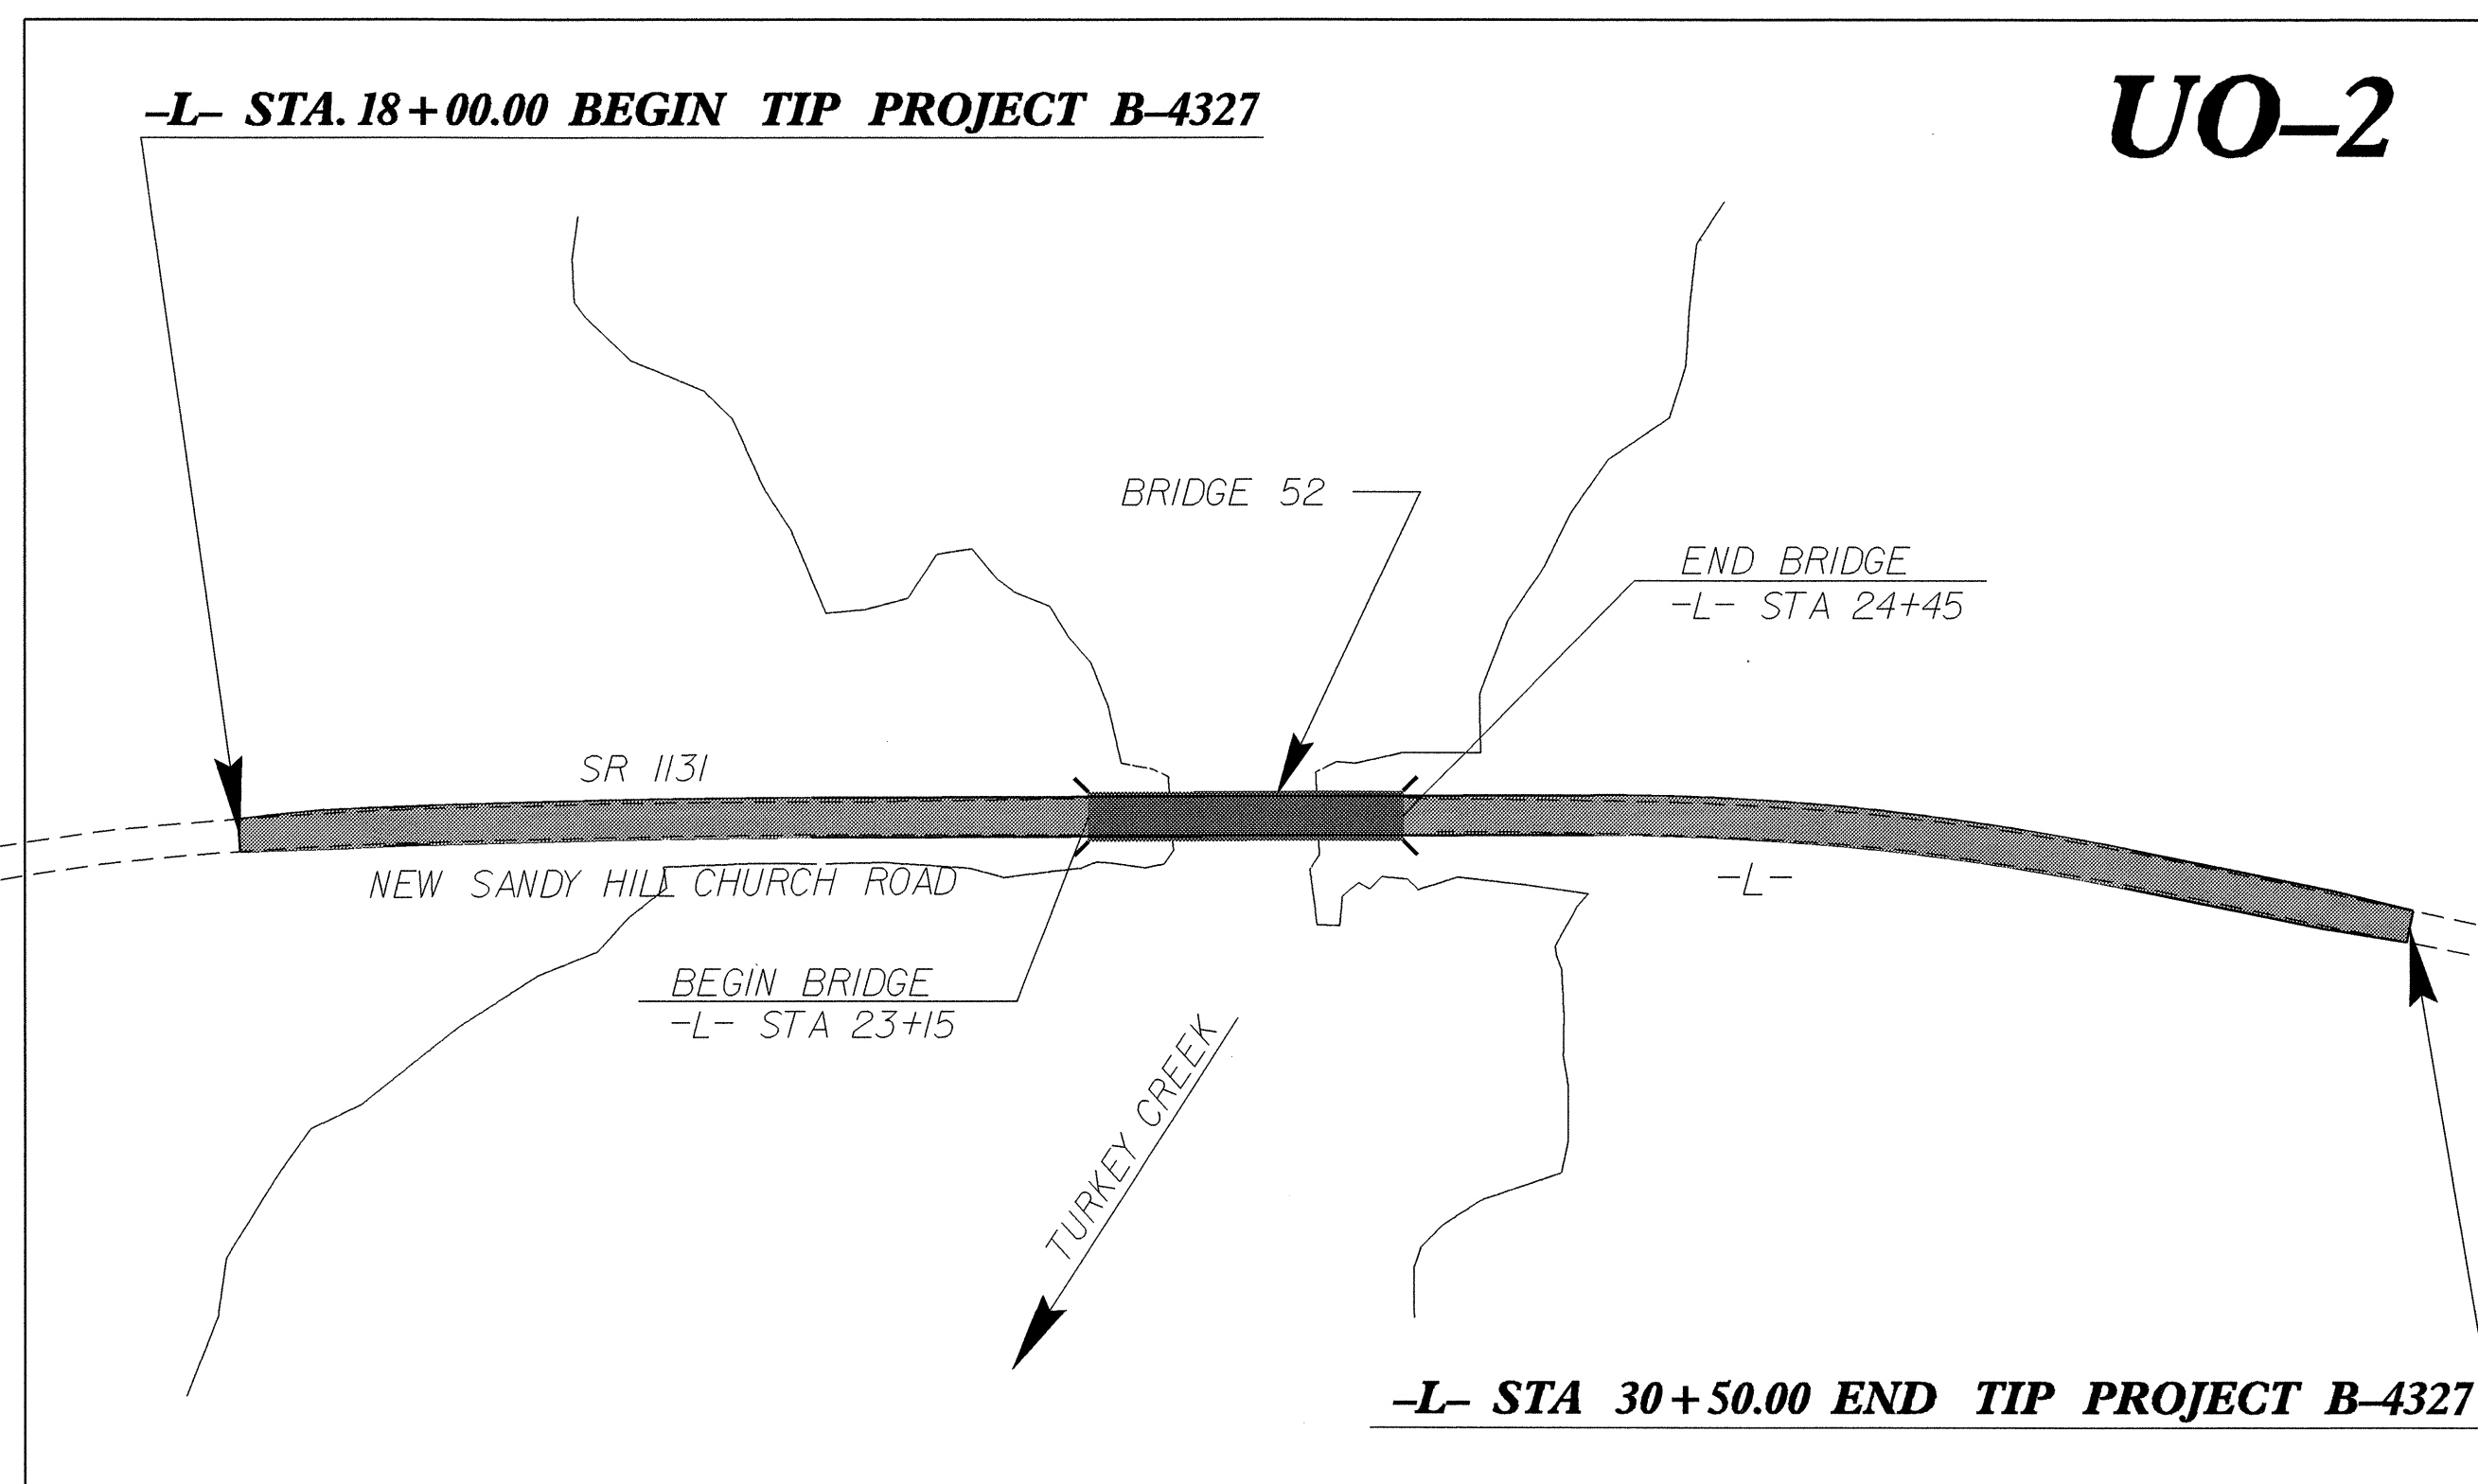 –L– STA. 18+00.00 BEGIN TIP PROJECT B–4327
UO–2
BRIDGE 52
END BRIDGE
-L- STA 24+45
SR 1131
NEW SANDY HILL CHURCH ROAD
-L-
BEGIN BRIDGE
-L- STA 23+15
TURKEY CREEK
–L– STA 30+50.00 END TIP PROJECT B–4327